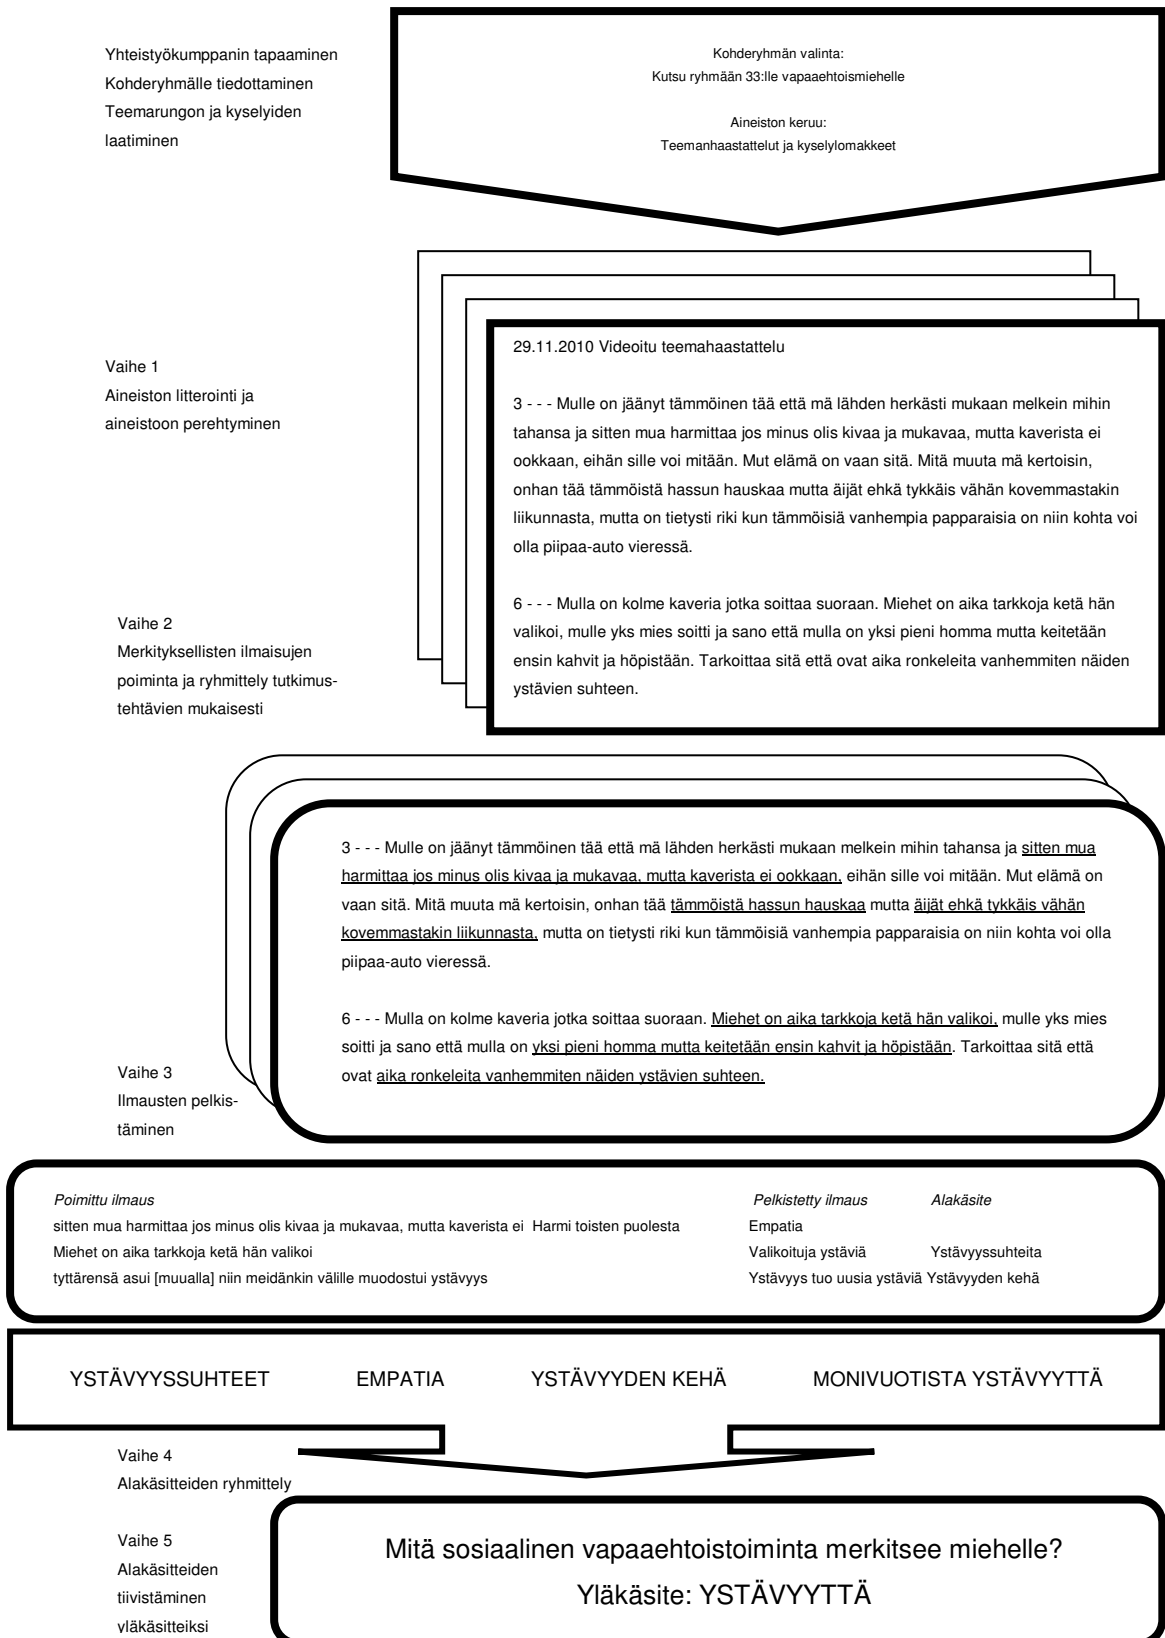 Yhteistyökumppanin tapaaminen
Kohderyhmälle tiedottaminen
Teemarungon ja kyselyiden
laatiminen
Kohderyhmän valinta:
Kutsu ryhmään 33:lle vapaaehtoismiehelle
Aineiston keruu:
Teemanhaastattelut ja kyselylomakkeet
Vaihe 1
Aineiston litterointi ja
aineistoon perehtyminen
29.11.2010 Videoitu teemahaastattelu
3 - - - Mulle on jäänyt tämmöinen tää että mä lähden herkästi mukaan melkein mihin
tahansa ja sitten mua harmittaa jos minus olis kivaa ja mukavaa, mutta kaverista ei
ookkaan, eihän sille voi mitään. Mut elämä on vaan sitä. Mitä muuta mä kertoisin,
onhan tää tämmöistä hassun hauskaa mutta äijät ehkä tykkäis vähän kovemmastakin
liikunnasta, mutta on tietysti riki kun tämmöisiä vanhempia papparaisia on niin kohta voi
olla piipaa-auto vieressä.
6 - - - Mulla on kolme kaveria jotka soittaa suoraan. Miehet on aika tarkkoja ketä hän
valikoi, mulle yks mies soitti ja sano että mulla on yksi pieni homma mutta keitetään
ensin kahvit ja höpistään. Tarkoittaa sitä että ovat aika ronkeleita vanhemmiten näiden
ystävien suhteen.
Vaihe 2
Merkityksellisten ilmaisujen
poiminta ja ryhmittely tutkimus-
tehtävien mukaisesti
3 - - - Mulle on jäänyt tämmöinen tää että mä lähden herkästi mukaan melkein mihin tahansa ja sitten mua
harmittaa jos minus olis kivaa ja mukavaa, mutta kaverista ei ookkaan, eihän sille voi mitään. Mut elämä on
vaan sitä. Mitä muuta mä kertoisin, onhan tää tämmöistä hassun hauskaa mutta äijät ehkä tykkäis vähän
kovemmastakin liikunnasta, mutta on tietysti riki kun tämmöisiä vanhempia papparaisia on niin kohta voi olla
piipaa-auto vieressä.
6 - - - Mulla on kolme kaveria jotka soittaa suoraan. Miehet on aika tarkkoja ketä hän valikoi, mulle yks mies
soitti ja sano että mulla on yksi pieni homma mutta keitetään ensin kahvit ja höpistään. Tarkoittaa sitä että
ovat aika ronkeleita vanhemmiten näiden ystävien suhteen.
Vaihe 3
Ilmausten pelkis-
täminen
Poimittu ilmaus Pelkistetty ilmaus Alakäsite
sitten mua harmittaa jos minus olis kivaa ja mukavaa, mutta kaverista ei Harmi toisten puolesta Empatia
Miehet on aika tarkkoja ketä hän valikoi Valikoituja ystäviä Ystävyyssuhteita
tyttärensä asui [muualla] niin meidänkin välille muodostui ystävyys Ystävyys tuo uusia ystäviä Ystävyyden kehä
YSTÄVYYSSUHTEET EMPATIA YSTÄVYYDEN KEHÄ MONIVUOTISTA YSTÄVYYTTÄ
Vaihe 4
Alakäsitteiden ryhmittely
Vaihe 5
Alakäsitteiden
tiivistäminen
yläkäsitteiksi
Mitä sosiaalinen vapaaehtoistoiminta merkitsee miehelle?
Yläkäsite: YSTÄVYYTTÄ